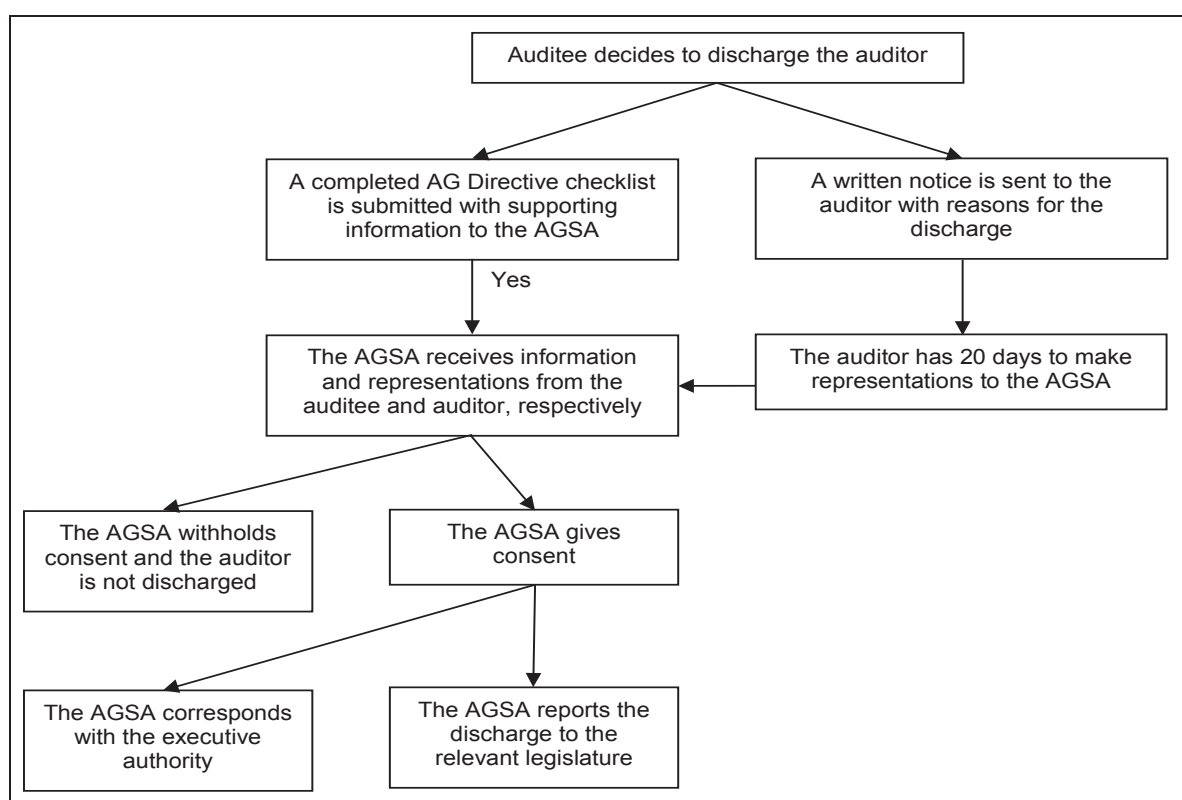 Auditee decides to discharge the auditor
A completed AG Directive checklist
is submitted with supporting
information to the AGSA
A written notice is sent to the
auditor with reasons for the
discharge
Yes
The AGSA receives information
and representations from the
auditee and auditor, respectively
The auditor has 20 days to make
representations to the AGSA
The AGSA withholds
consent and the auditor
is not discharged
The AGSA gives
consent
The AGSA corresponds
with the executive
authority
The AGSA reports the
discharge to the
relevant legislature